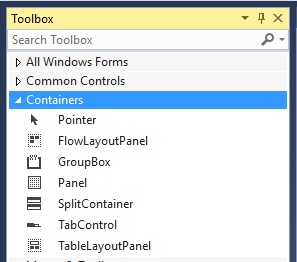 Toolbox
Search Toolbox
All Windows Forms
Common Controls
Containers
Pointer
FlowLayoutPanel
GroupBox
Panel
SplitContainer
TabControl
TableLayoutPanel